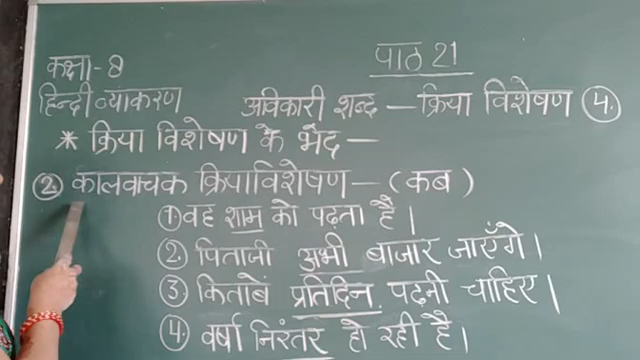 कक्षा-8 पाठ 21
हिन्दी व्याकरण अविकारी शब्द – क्रिया विशेषण ④.
* क्रिया विशेषण के भेद –
②. कालवाचक क्रियाविशेषण – (कब)
① वह शाम को पढ़ता है।
② पिताजी अभी बाजार जाएँगे।
③ किताबें प्रतिदिन पढ़नी चाहिए।
④. वर्षा निरंतर हो रही है।